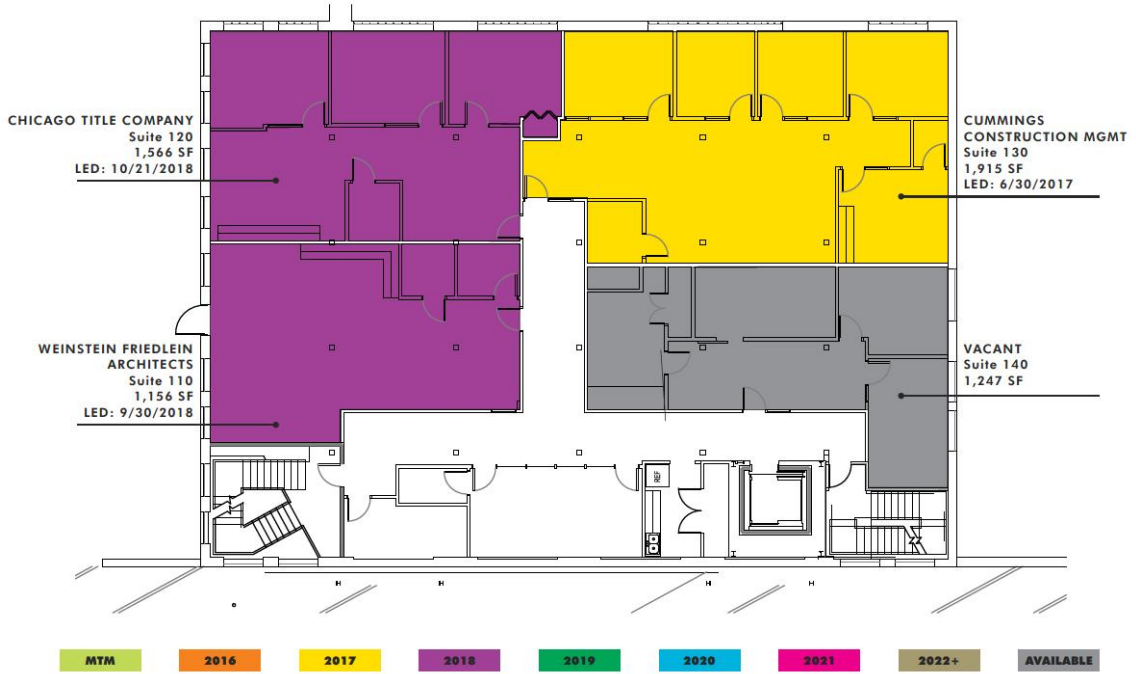 CHICAGO TITLE COMPANY
Suite 120
1,566 SF
LED: 10/21/2018
CUMMINGS
CONSTRUCTION MGMT
Suite 130
1,915 SF
LED: 6/30/2017
WEINSTEIN FRIEDLEIN
ARCHITECTS
Suite 110
1,156 SF
LED: 9/30/2018
VACANT
Suite 140
1,247 SF
REF
MTM
2016
2017
2018
2019
2020
2021
2022+
AVAILABLE